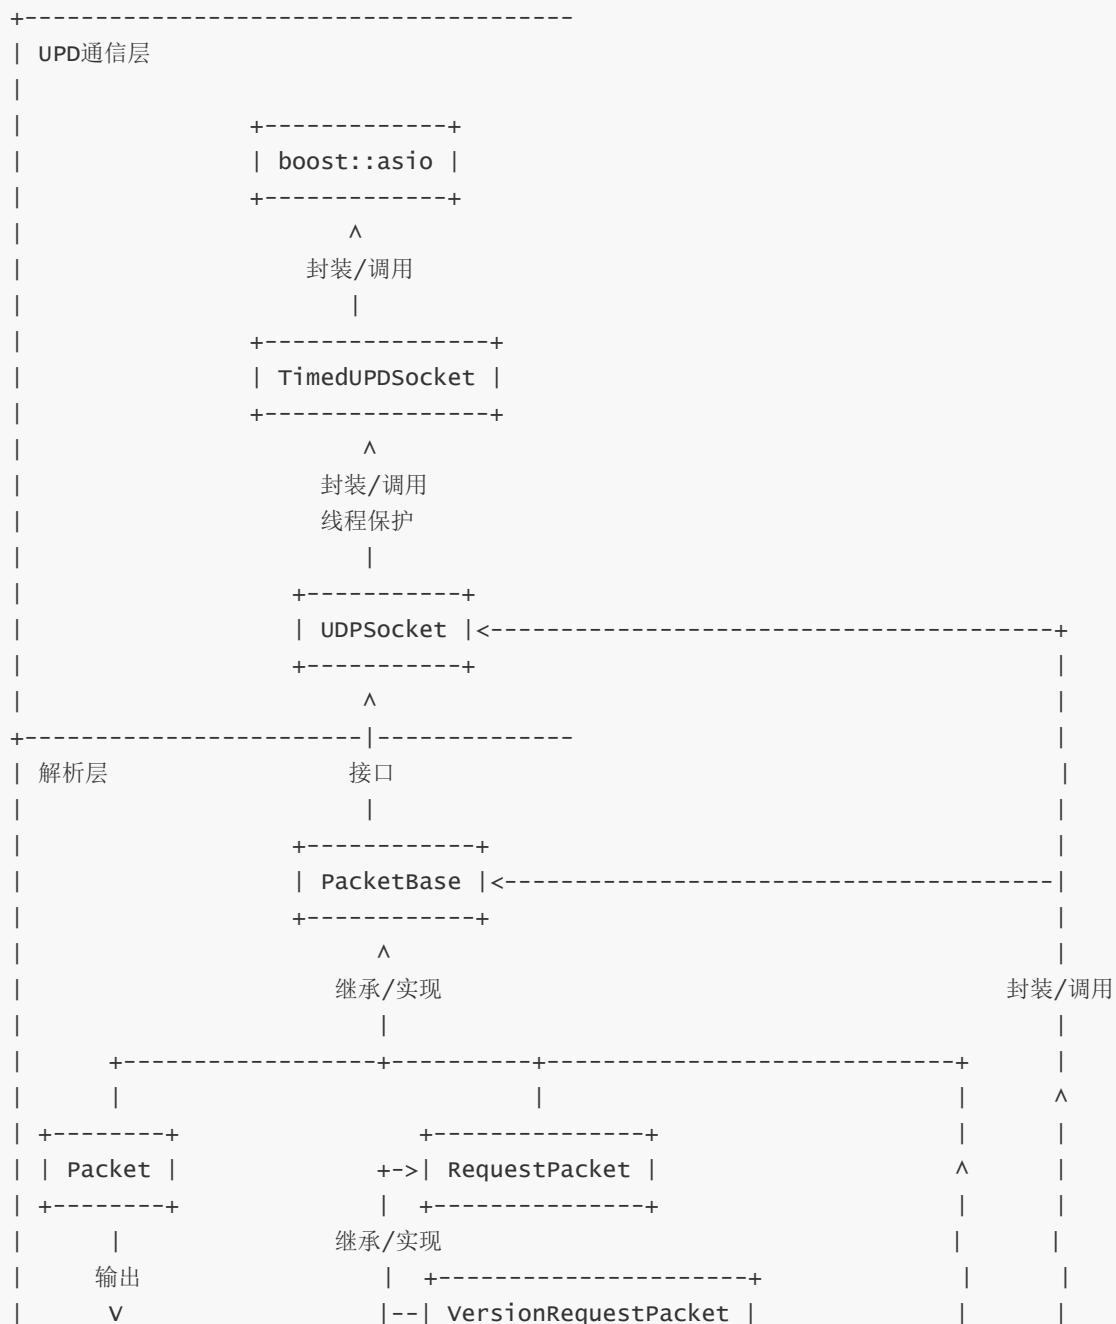 UPD通信层
boost::asio
封装/调用
TimedUPDSocket
封装/调用
线程保护
UDPSocket
解析层 接口
PacketBase
继承/实现 封装/调用
Packet RequestPacket
继承/实现
输出
VersionRequestPacket